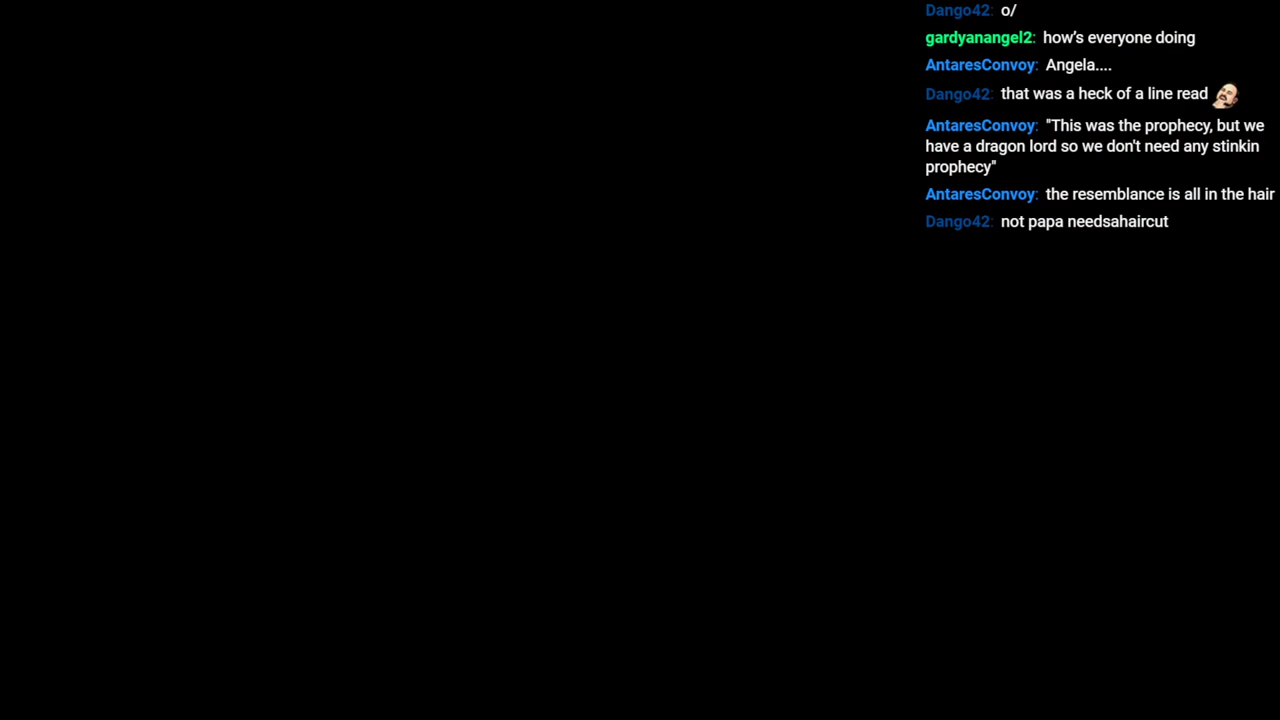 Dango42: o/
gardyanangel2: how’s everyone doing
AntaresConvoy: Angela....
Dango42: that was a heck of a line read
AntaresConvoy: "This was the prophecy, but we
have a dragon lord so we don't need any stinkin
prophecy"
AntaresConvoy: the resemblance is all in the hair
Dango42: not papa needsahaircut